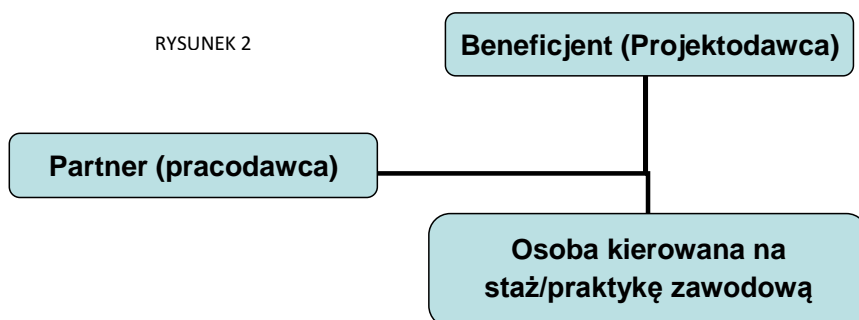 RYSUNEK 2
Beneficjent (Projektodawca)
Partner (pracodawca)
Osoba kierowana na
staż/praktykę zawodową